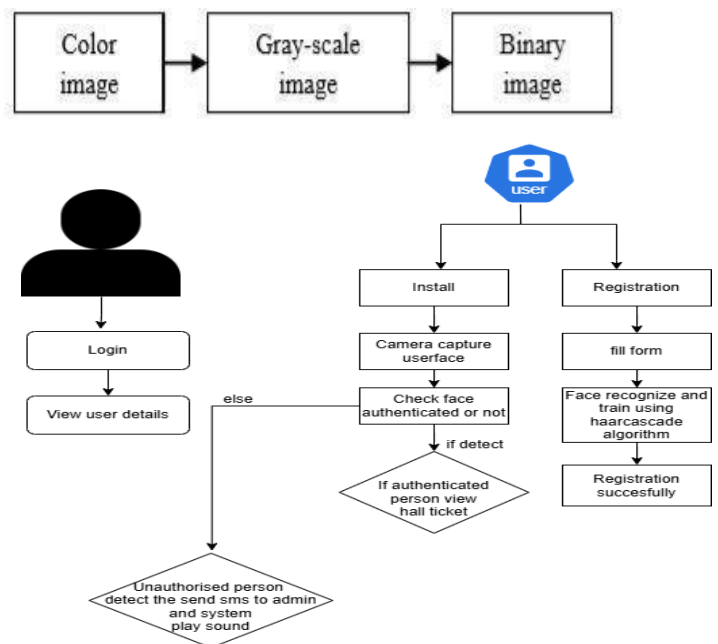 Color
image
Gray-scale
image
Binary
image
user
Install
Registration
Login
Camera capture
userface
fill form
View user details
else
Check face
authenticated or not
Face recognize and
train using
haarcascade
algorithm
if detect
If authenticated
person view
hall ticket
Registration
succesfully
Unauthorised person
detect the send sms to admin
and system
play sound